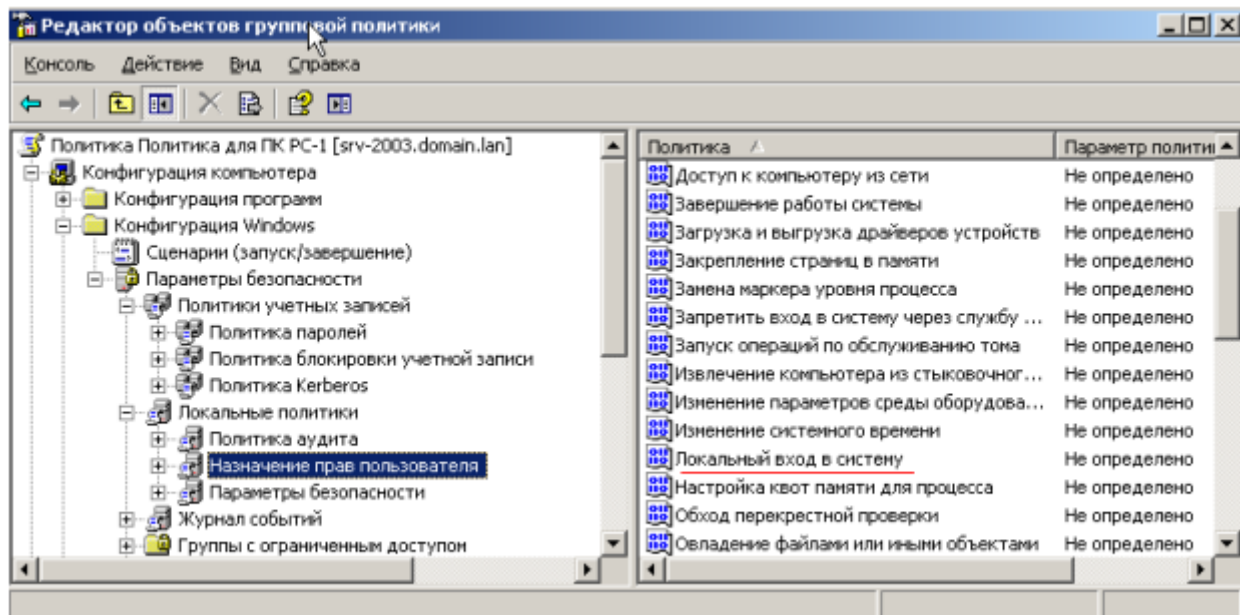 Редактор объектов групповой политики
Консоль Действие Вид Справка
Политика Политика для ПК PC-1 [srv-2003.domain.lan]
Конфигурация компьютера
Конфигурация программ
Конфигурация Windows
Сценарии (запуск/завершение)
Параметры безопасности
Политики учетных записей
Политика паролей
Политика блокировки учетной записи
Политика Kerberos
Локальные политики
Политика аудита
Назначение прав пользователя
Параметры безопасности
Журнал событий
Группы с ограниченным доступом
Политика Параметр полити
Доступ к компьютеру из сети Не определено
Завершение работы системы Не определено
Загрузка и выгрузка драйверов устройств Не определено
Закрепление страниц в памяти Не определено
Замена маркера уровня процесса Не определено
Запретить вход в систему через службу ... Не определено
Запуск операций по обслуживанию тома Не определено
Извлечение компьютера из стыковочног... Не определено
Изменение параметров среды оборудова... Не определено
Изменение системного времени Не определено
Локальный вход в систему Не определено
Настройка квот памяти для процесса Не определено
Обход перекрестной проверки Не определено
Овладение файлами или иными объектами Не определено